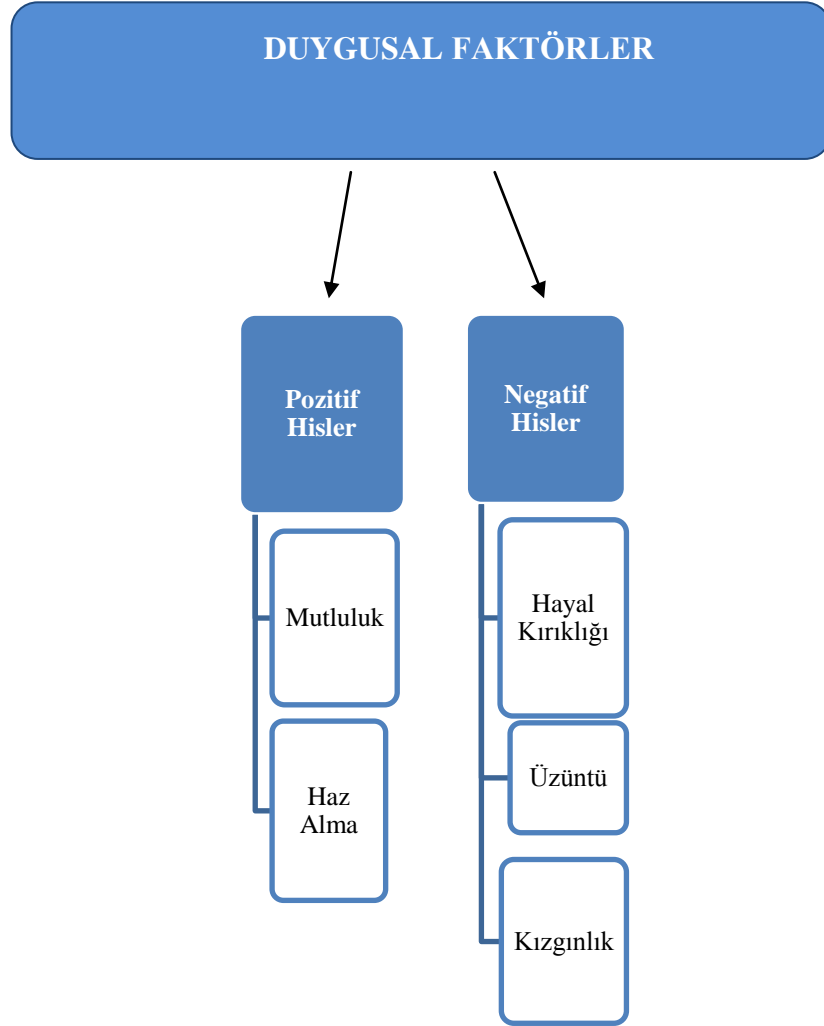 DUYGUSAL FAKTÖRLER
Pozitif
Hisler
Mutluluk
Haz
Alma
Negatif
Hisler
Hayal
Kırıklığı
Üzüntü
Kızgınlık